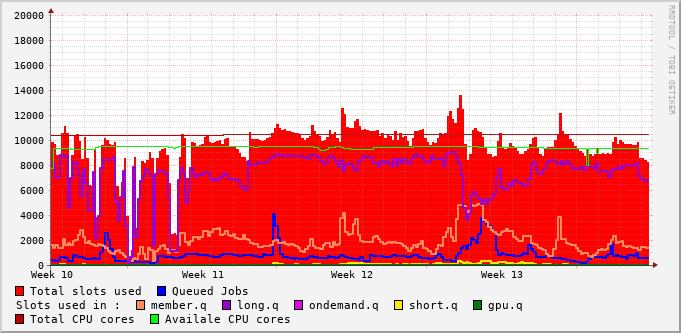 RRDTOOL / TOBI OETIKER
20000
18000
16000
14000
12000
10000
8000
6000
4000
2000
0
Week 10 Week 11 Week 12 Week 13
Total slots used Queued Jobs
Slots used in : member.q long.q ondemand.q short.q gpu.q
Total CPU cores Availale CPU cores